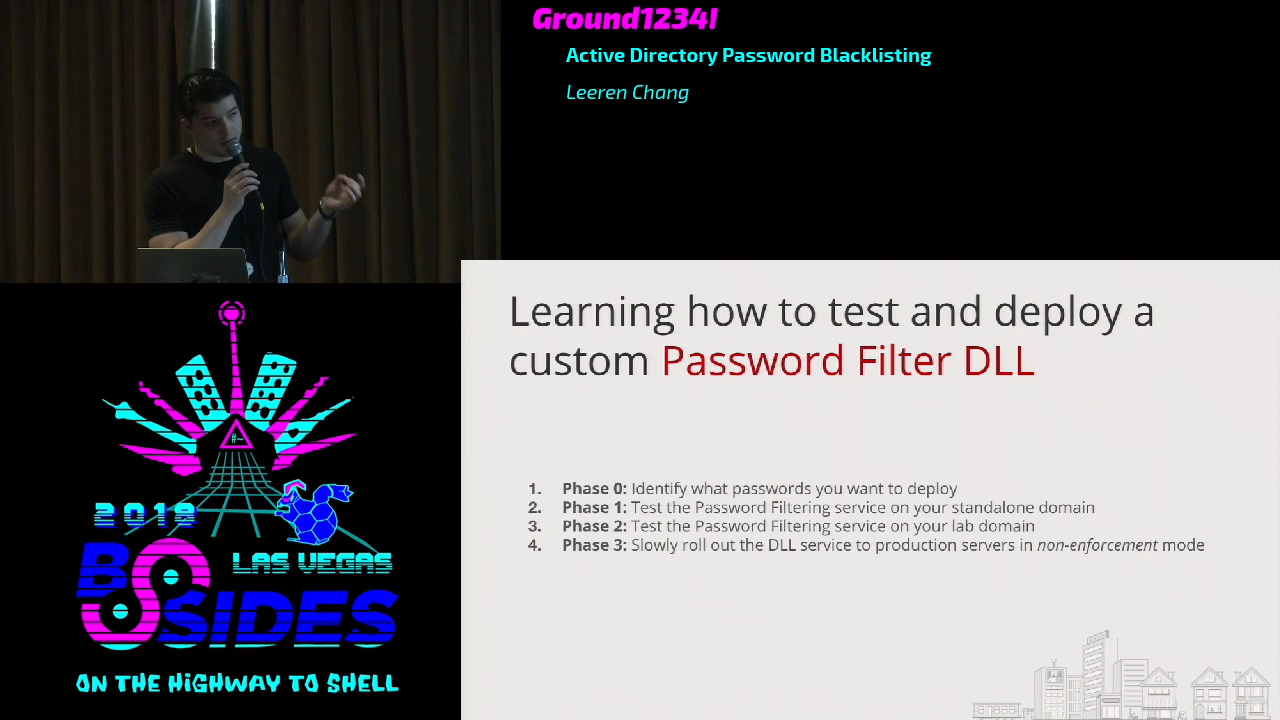 Ground1234!
Active Directory Password Blacklisting
Leeren Chang
Learning how to test and deploy a
custom Password Filter DLL
1. Phase 0: Identify what passwords you want to deploy
2. Phase 1: Test the Password Filtering service on your standalone domain
3. Phase 2: Test the Password Filtering service on your lab domain
4. Phase 3: Slowly roll out the DLL service to production servers in non-enforcement mode
#~
2018
LAS VEGAS
BSIDES
ON THE HIGHWAY TO SHELL